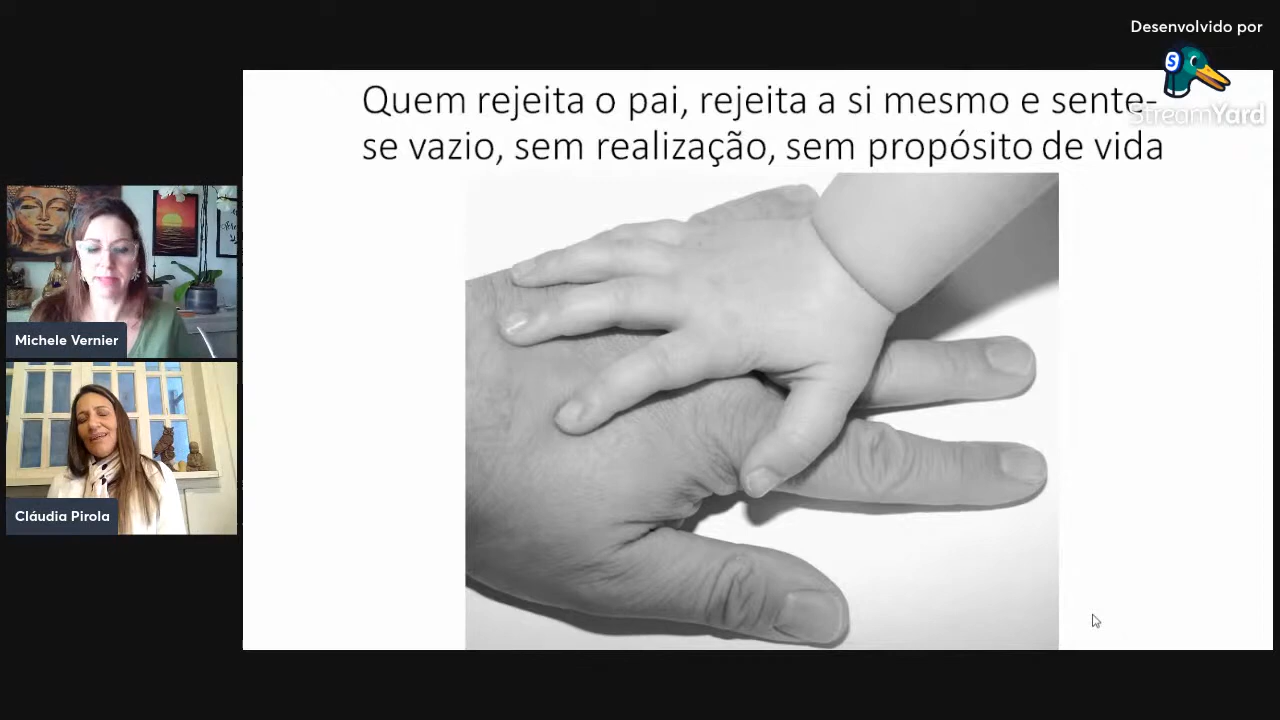 Desenvolvido por
StreamYard
Quem rejeita o pai, rejeita a si mesmo e sente-
se vazio, sem realização, sem propósito de vida
Michele Vernier
Cláudia Pirola